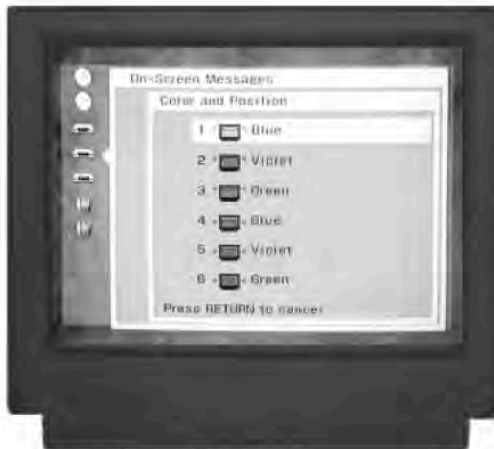 On-Screen Messages
Color and Position
1 Blue
2 Violet
3 Green
4 Blue
5 Violet
6 Green
Press RETURN to cancel